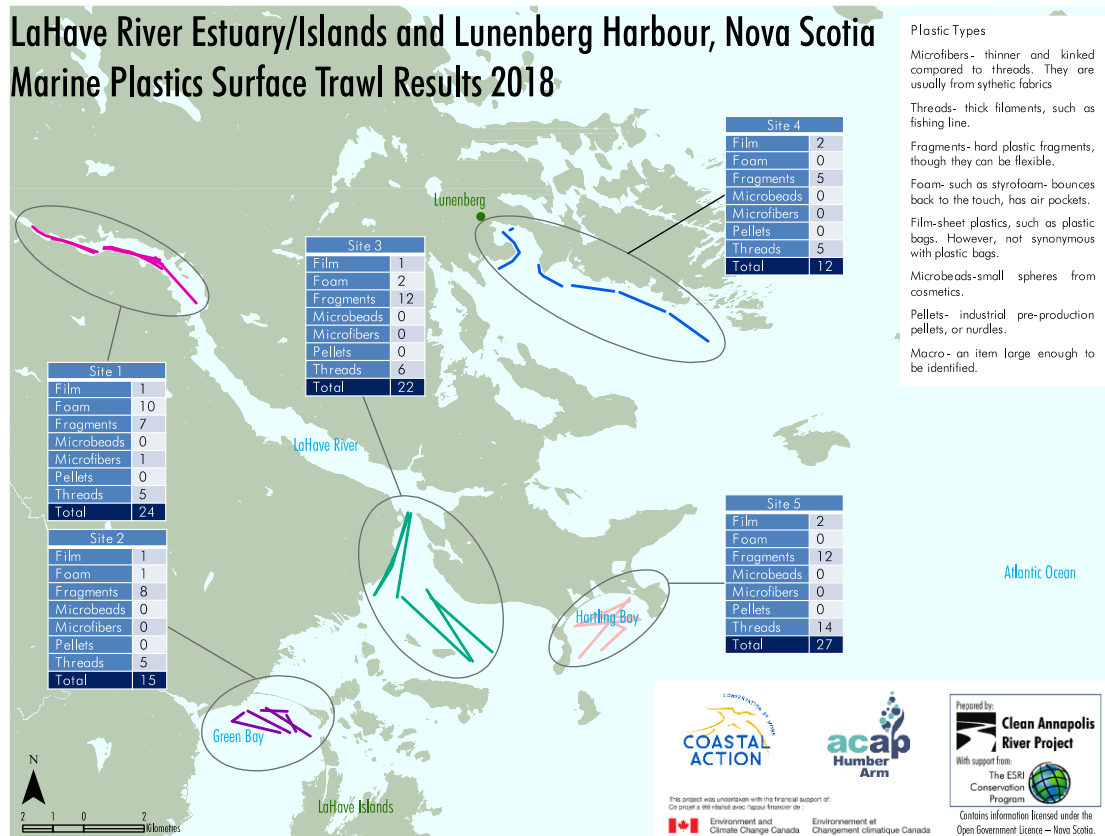 LaHave River Estuary/Islands and Lunenberg Harbour, Nova Scotia
Marine Plastics Surface Trawl Results 2018
Plastic Types
Microfibers- thinner and kinked
compared to threads. They are
usually from sythetic fabrics
Threads- thick filaments, such as
fishing line.
Fragments- hard plastic fragments,
though they can be flexible.
Foam- such as styrofoam- bounces
back to the touch, has air pockets.
Film-sheet plastics, such as plastic
bags. However, not synonymous
with plastic bags.
Microbeads-small spheres from
cosmetics.
Pellets- industrial pre-production
pellets, or nurdles.
Macro- an item large enough to
be identified.
Site 4
Film 2
Foam 0
Fragments 5
Microbeads 0
Microfibers 0
Pellets 0
Threads 5
Total 12
Lunenberg
Site 3
Film 1
Foam 2
Fragments 12
Microbeads 0
Microfibers 0
Pellets 0
Threads 6
Total 22
Site 1
Film 1
Foam 10
Fragments 7
Microbeads 0
Microfibers 1
Pellets 0
Threads 5
Total 24
LaHave River
Site 2
Film 1
Foam 1
Fragments 8
Microbeads 0
Microfibers 0
Pellets 0
Threads 5
Total 15
Site 5
Film 2
Foam 0
Fragments 12
Microbeads 0
Microfibers 0
Pellets 0
Threads 14
Total 27
Atlantic Ocean
Hartling Bay
Green Bay
LaHave Islands
N
2 1 0 2
Kilometres
CONSERVATION AT WORK
COASTAL
ACTION
acap
Humber
Arm
Prepared by:
Clean Annapolis
River Project
With support from:
The ESRI
Conservation
Program
This project was undertaken with the financial support of:
Ce projet a été réalisé avec l'appui financier de :
Environment and
Climate Change Canada
Environnement et
Changement climatique Canada
Contains information licensed under the
Open Government Licence – Nova Scotia.